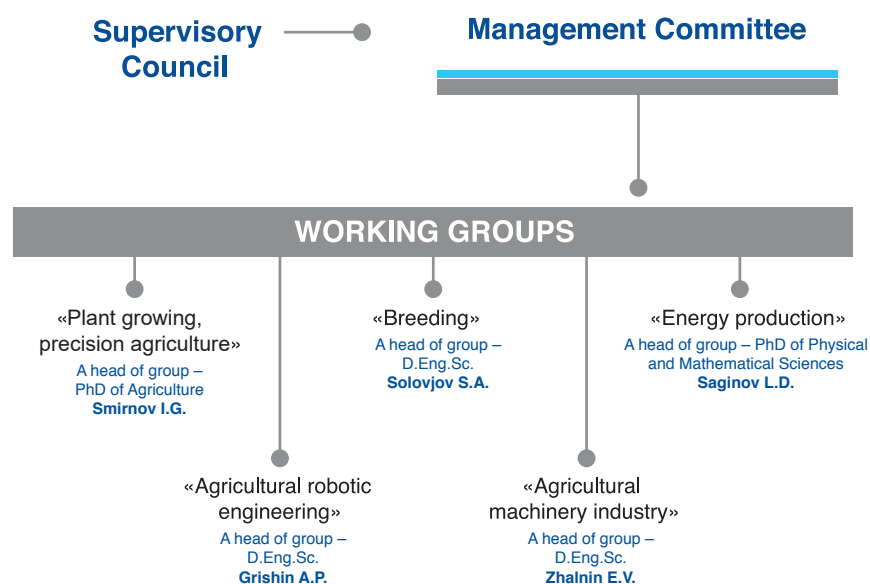 Supervisory
Council
Management Committee
WORKING GROUPS
«Plant growing,
precision agriculture»
A head of group –
PhD of Agriculture
Smirnov I.G.
«Breeding»
A head of group –
D.Eng.Sc.
Solovjov S.A.
«Energy production»
A head of group – PhD of Physical
and Mathematical Sciences
Saginov L.D.
«Agricultural robotic
engineering»
A head of group –
D.Eng.Sc.
Grishin A.P.
«Agricultural
machinery industry»
A head of group –
D.Eng.Sc.
Zhalnin E.V.